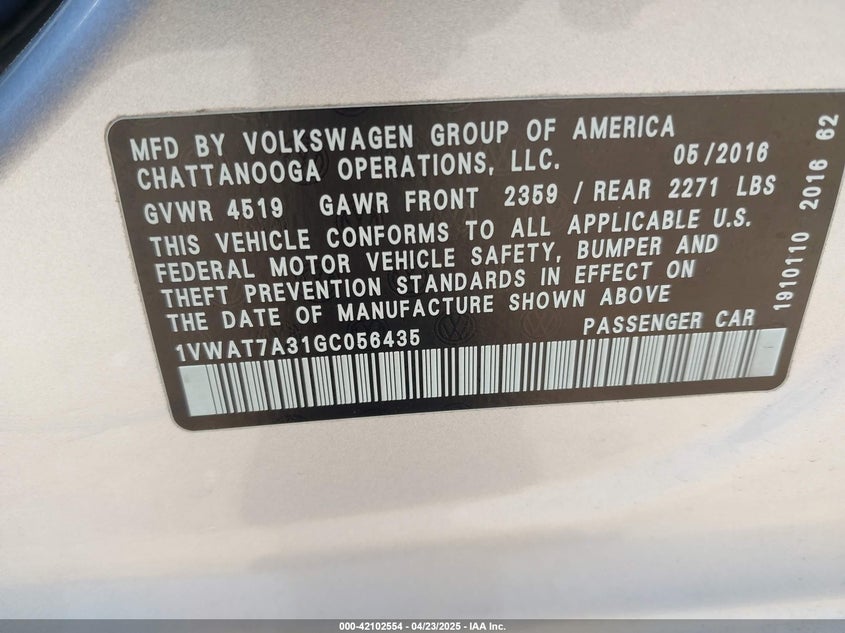 MFD BY VOLKSWAGEN GROUP OF AMERICA
CHATTANOOGA OPERATIONS, LLC. 05/2016
GVWR 4519 GAWR FRONT 2359 / REAR 2271 LBS
THIS VEHICLE CONFORMS TO ALL APPLICABLE U.S.
FEDERAL MOTOR VEHICLE SAFETY, BUMPER AND
THEFT PREVENTION STANDARDS IN EFFECT ON
THE DATE OF MANUFACTURE SHOWN ABOVE
1VWAT7A31GC056435 PASSENGER CAR
1910110 2016 62
000-42102554 - 04/23/2025 - IAA Inc.